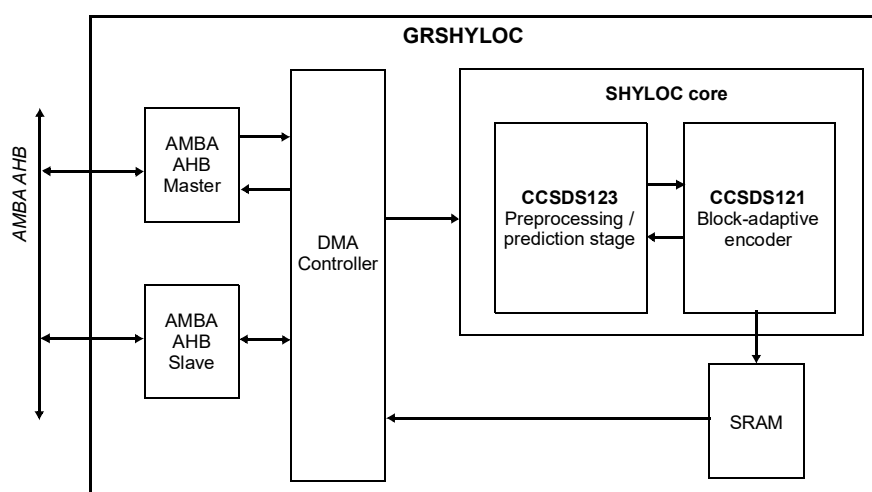 GRSHYLOC
SHYLOC core
AMBA AHB
AMBA
AHB
Master
AMBA
AHB
Slave
DMA
Controller
CCSDS123
Preprocessing /
prediction stage
CCSDS121
Block-adaptive
encoder
SRAM